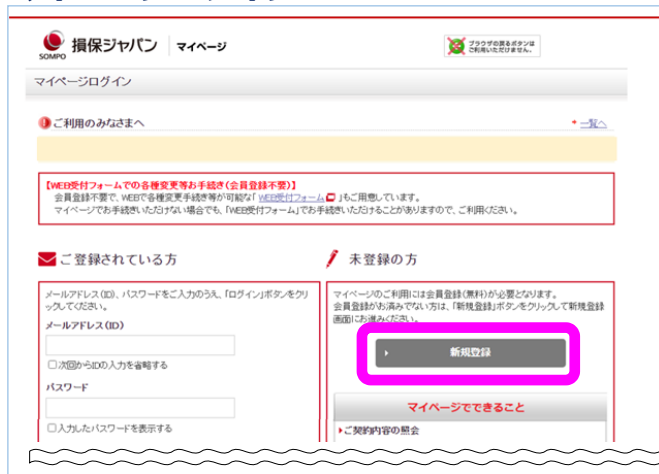 損保ジャパン マイページ
SOMPO
ブラウザの戻るボタンは
ご利用いただけません。
マイページログイン
ご利用のみなさまへ
一覧へ
【WEB受付フォームでの各種変更等お手続き(会員登録不要)】
会員登録不要で、WEBで各種変更手続き等が可能な「WEB受付フォーム」もご用意しています。
マイページでお手続きいただけない場合でも、「WEB受付フォーム」でお手続きいただけることがありますので、ご利用ください。
ご登録されている方
メールアドレス(ID)、パスワードをご入力のうえ、「ログイン」ボタンをクリ
ックしてください。
メールアドレス(ID)
次回からIDの入力を省略する
パスワード
入力したパスワードを表示する
未登録の方
マイページのご利用には会員登録(無料)が必要となります。
会員登録がお済みでない方は、「新規登録」ボタンをクリックして新規登録
画面にお進みください。
新規登録
マイページでできること
ご契約内容の照会